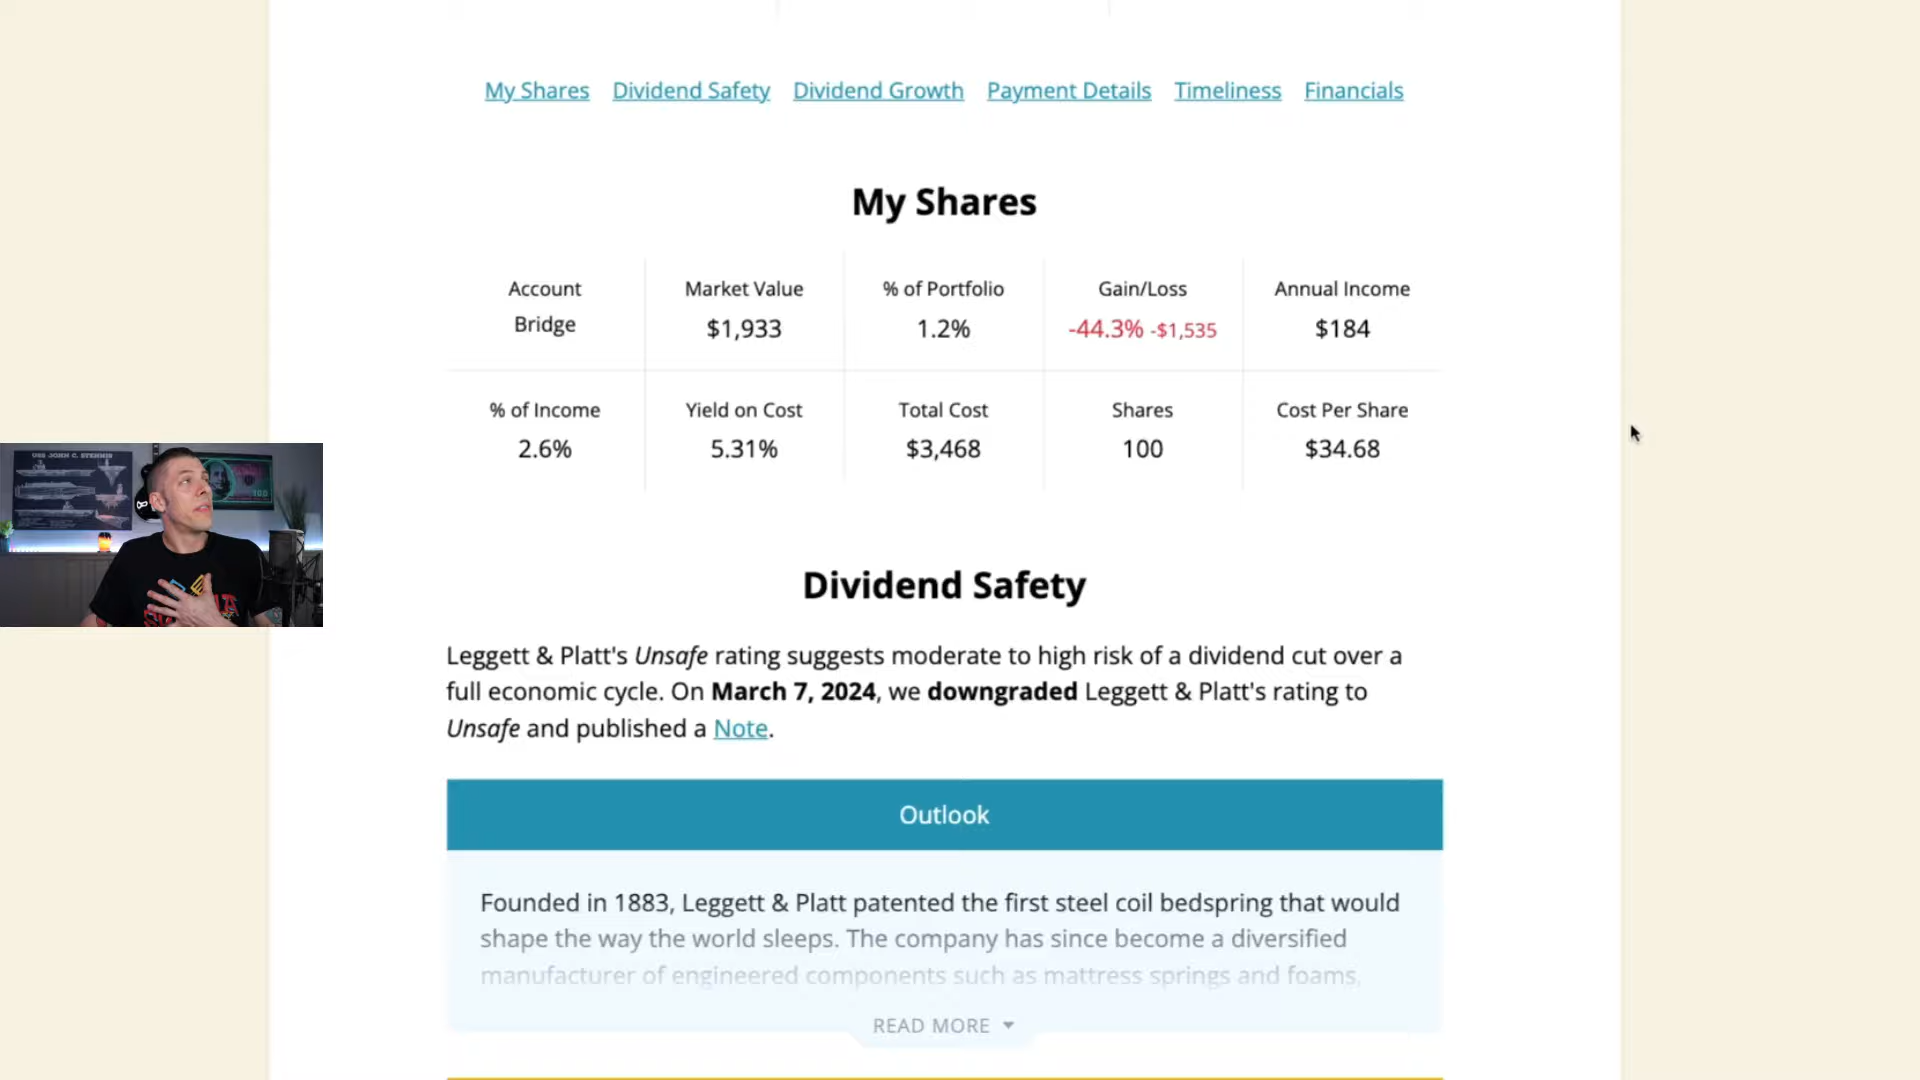 My Shares Dividend Safety Dividend Growth Payment Details Timeliness Financials
My Shares
Account Market Value % of Portfolio Gain/Loss Annual Income
Bridge $1,933 1.2% -44.3% -$1,535 $184
% of Income Yield on Cost Total Cost Shares Cost Per Share
2.6% 5.31% $3,468 100 $34.68
USS JOHN C. STENNIS
100
Dividend Safety
Leggett & Platt's Unsafe rating suggests moderate to high risk of a dividend cut over a
full economic cycle. On March 7, 2024, we downgraded Leggett & Platt's rating to
Unsafe and published a Note.
Outlook
Founded in 1883, Leggett & Platt patented the first steel coil bedspring that would
shape the way the world sleeps. The company has since become a diversified
manufacturer of engineered components such as mattress springs and foams,
READ MORE